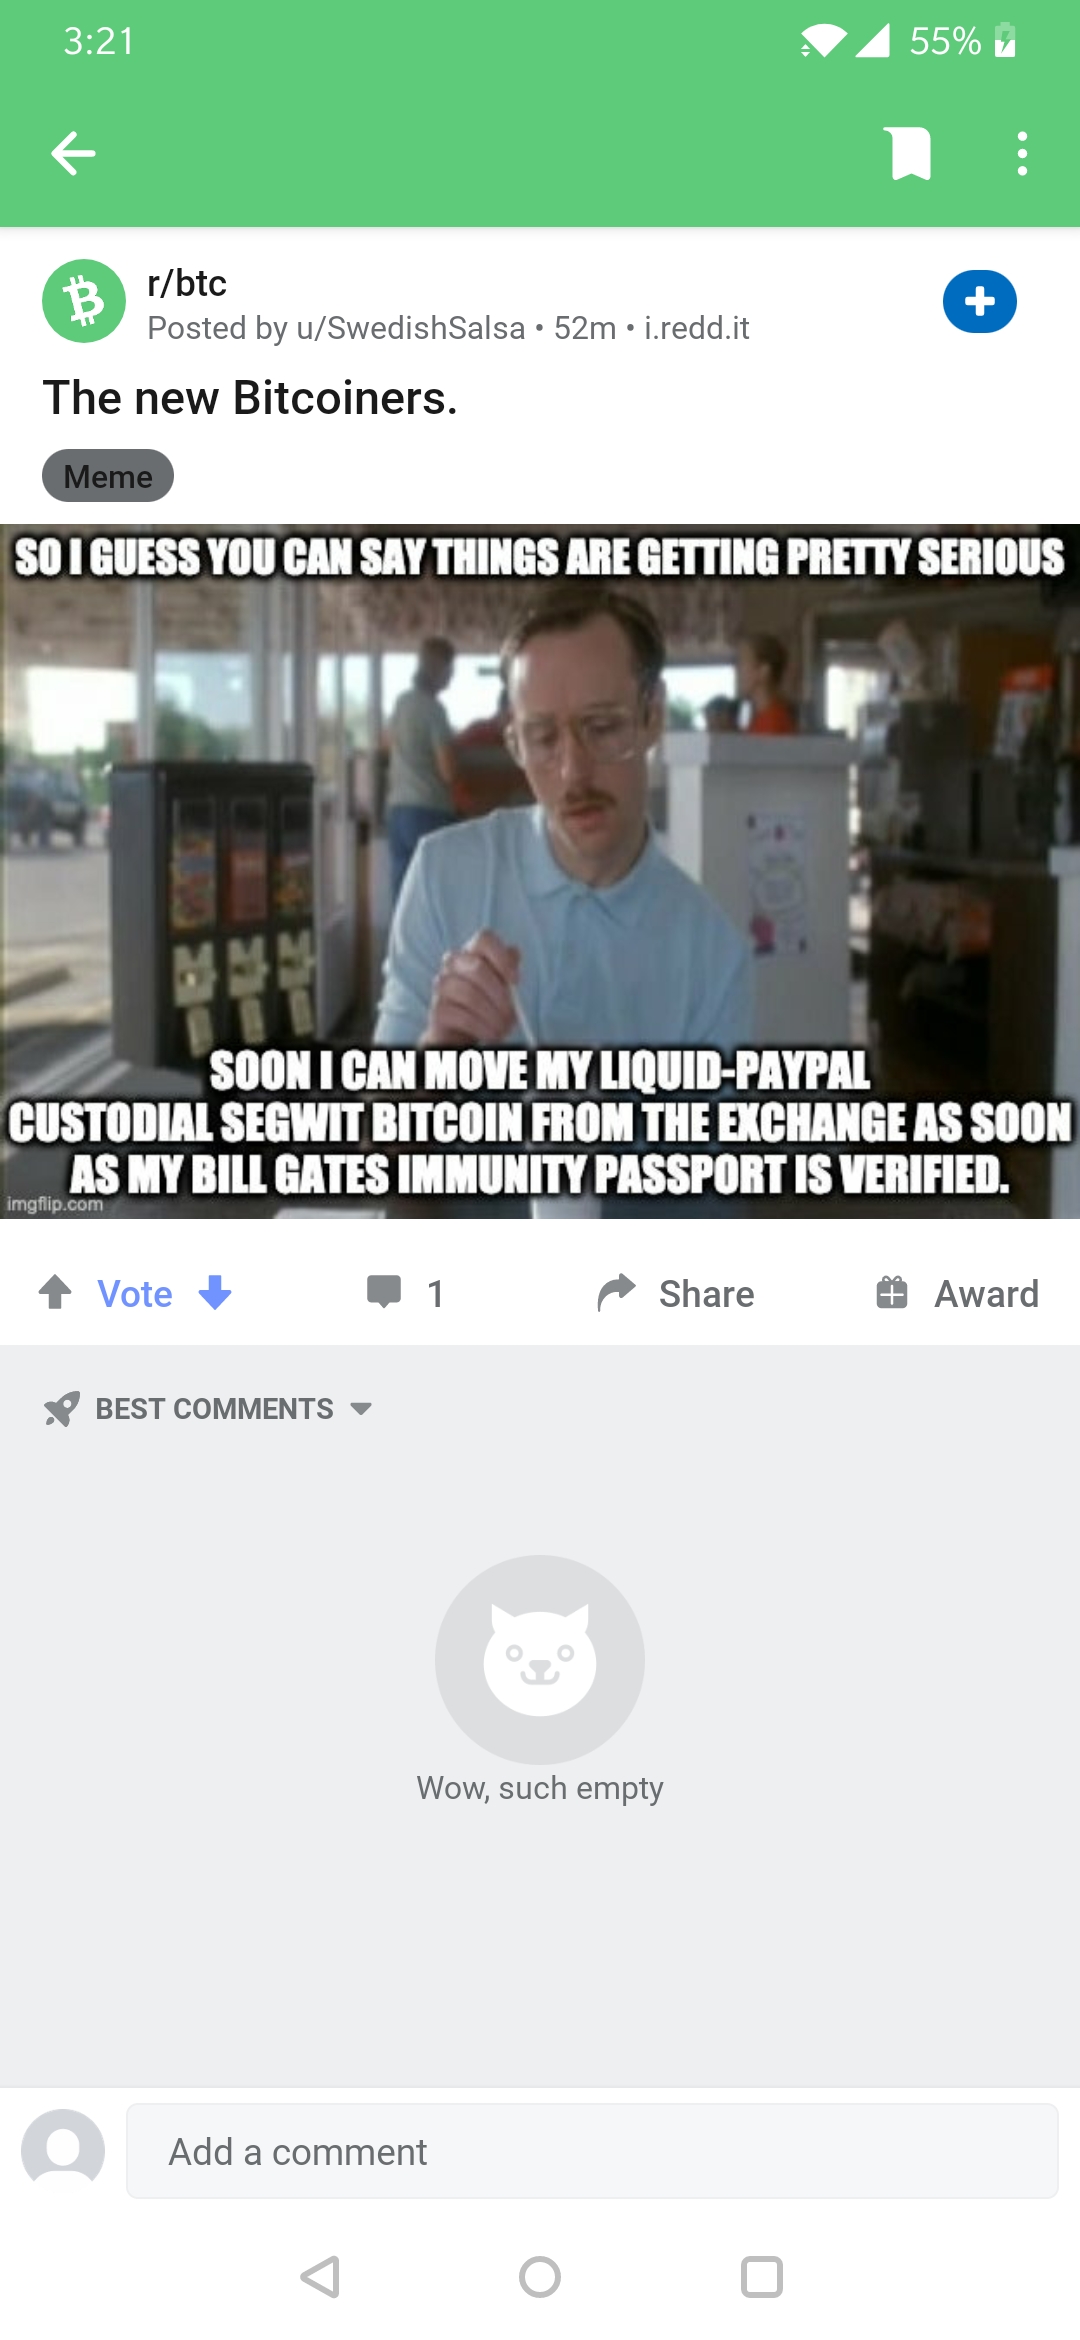 3:21
55%
r/btc
Posted by u/SwedishSalsa • 52m • i.redd.it
The new Bitcoiners.
Meme
SO I GUESS YOU CAN SAY THINGS ARE GETTING PRETTY SERIOUS
SOON I CAN MOVE MY LIQUID-PAYPAL
CUSTODIAL SEGWIT BITCOIN FROM THE EXCHANGE AS SOON
AS MY BILL GATES IMMUNITY PASSPORT IS VERIFIED.
imgflip.com
Vote
1
Share
Award
BEST COMMENTS
Wow, such empty
Add a comment